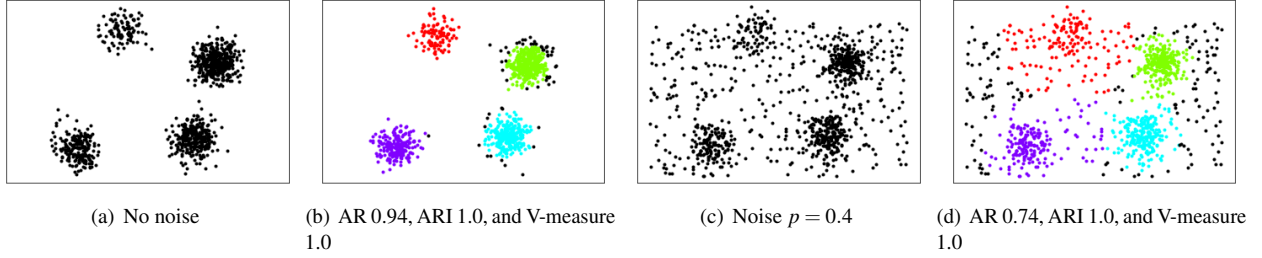 (a) No noise
(b) AR 0.94, ARI 1.0, and V-measure
1.0
(c) Noise p = 0.4
(d) AR 0.74, ARI 1.0, and V-measure
1.0